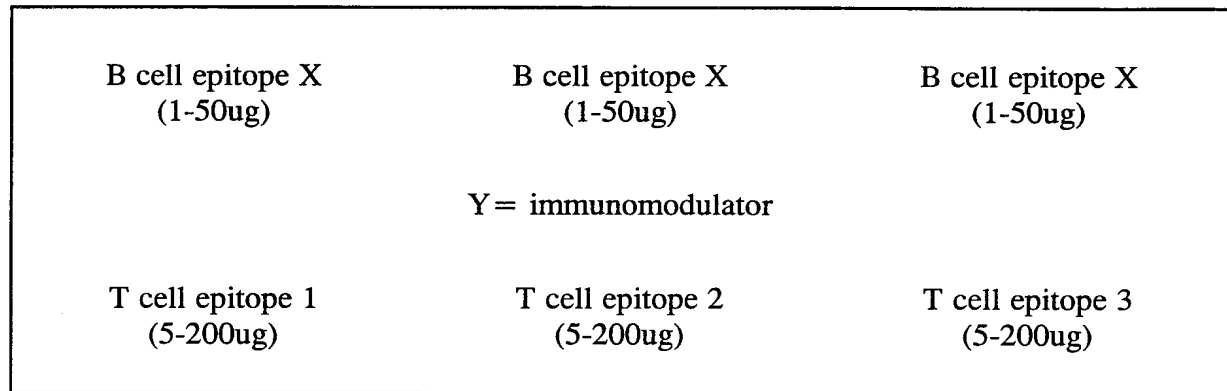 B cell epitope X B cell epitope X B cell epitope X
(1-50ug) (1-50ug) (1-50ug)
Y= immunomodulator
T cell epitope 1 T cell epitope 2 T cell epitope 3
(5-200ug) (5-200ug) (5-200ug)